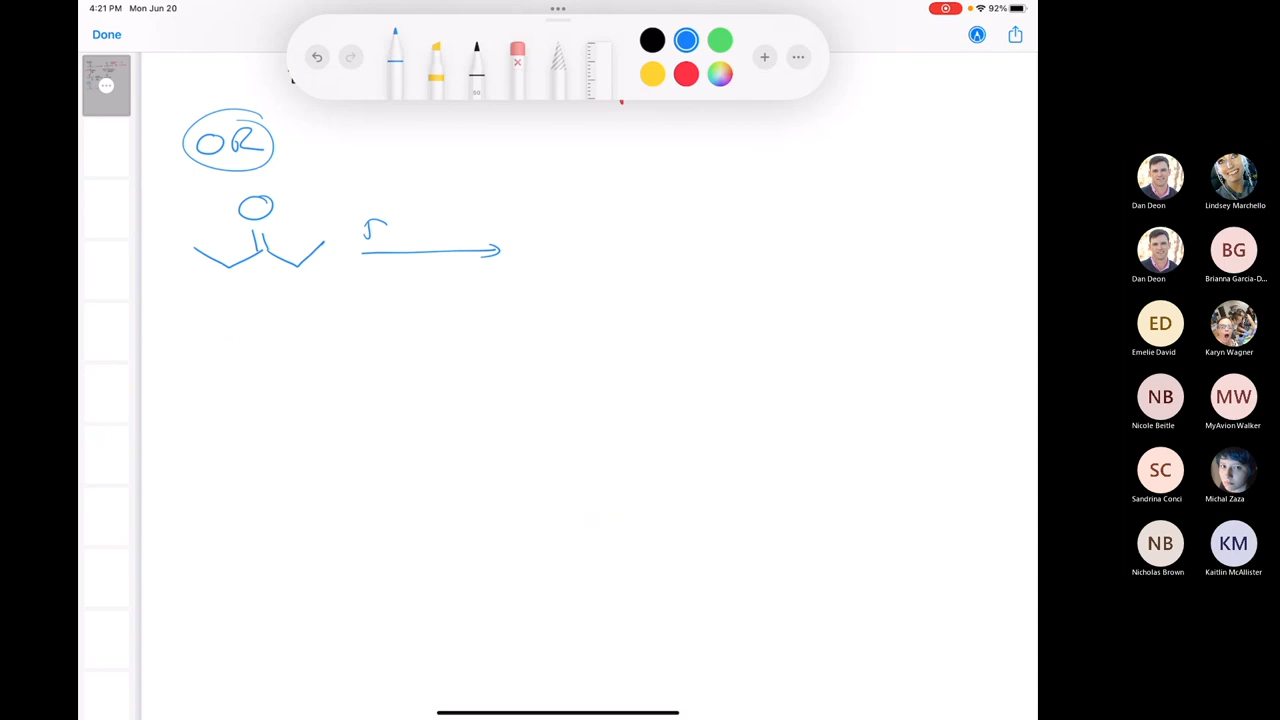 4:21 PM Mon Jun 20
92%
Done
OR
O
Dan Deon
Lindsey Marchello
Dan Deon
BG
Brianna Garcia-D...
ED
Emelie David
Karyn Wagner
NB
Nicole Beitle
MW
MyAvion Walker
SC
Sandrina Conci
Michal Zaza
NB
Nicholas Brown
KM
Kaitlin McAllister